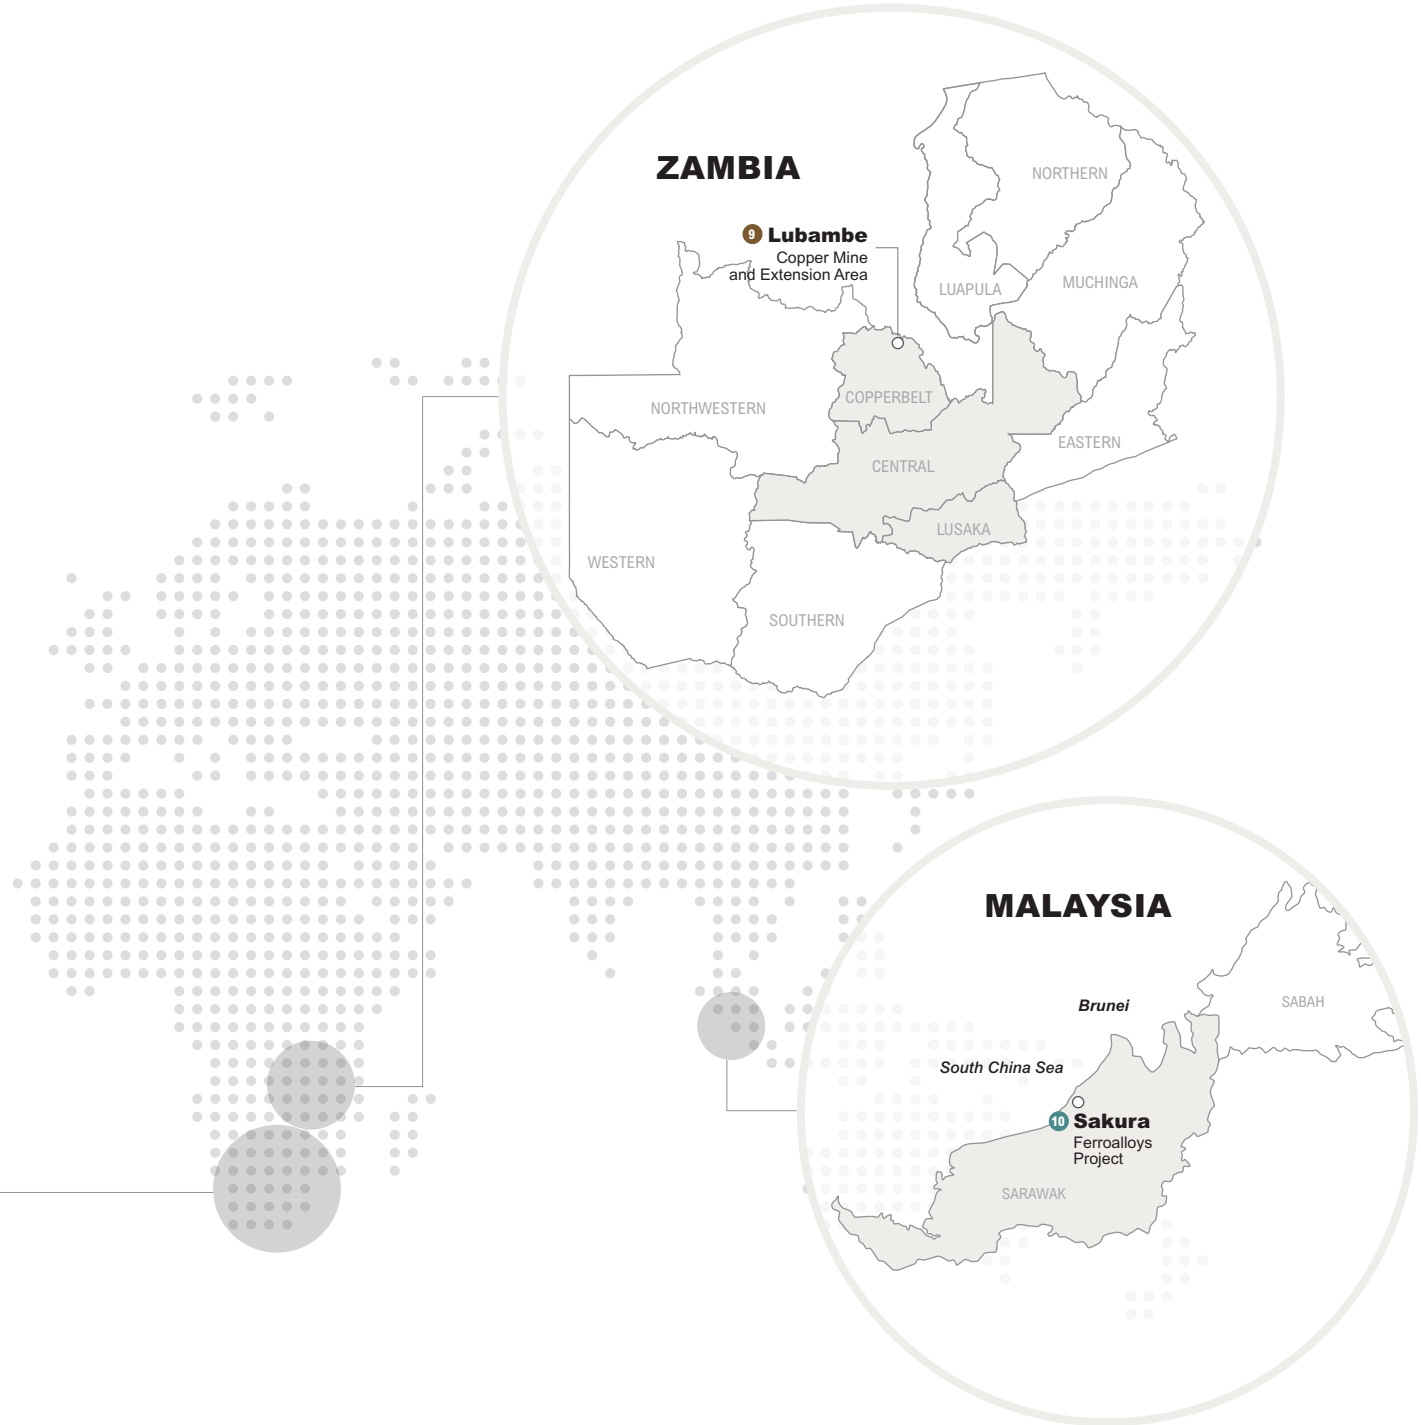 ZAMBIA
NORTHERN
9 Lubambe
Copper Mine
and Extension Area
LUAPULA
MUCHINGA
COPPERBELT
NORTHWESTERN
EASTERN
CENTRAL
LUSAKA
WESTERN
SOUTHERN
MALAYSIA
SABAH
Brunei
South China Sea
10 Sakura
Ferroalloys
Project
SARAWAK